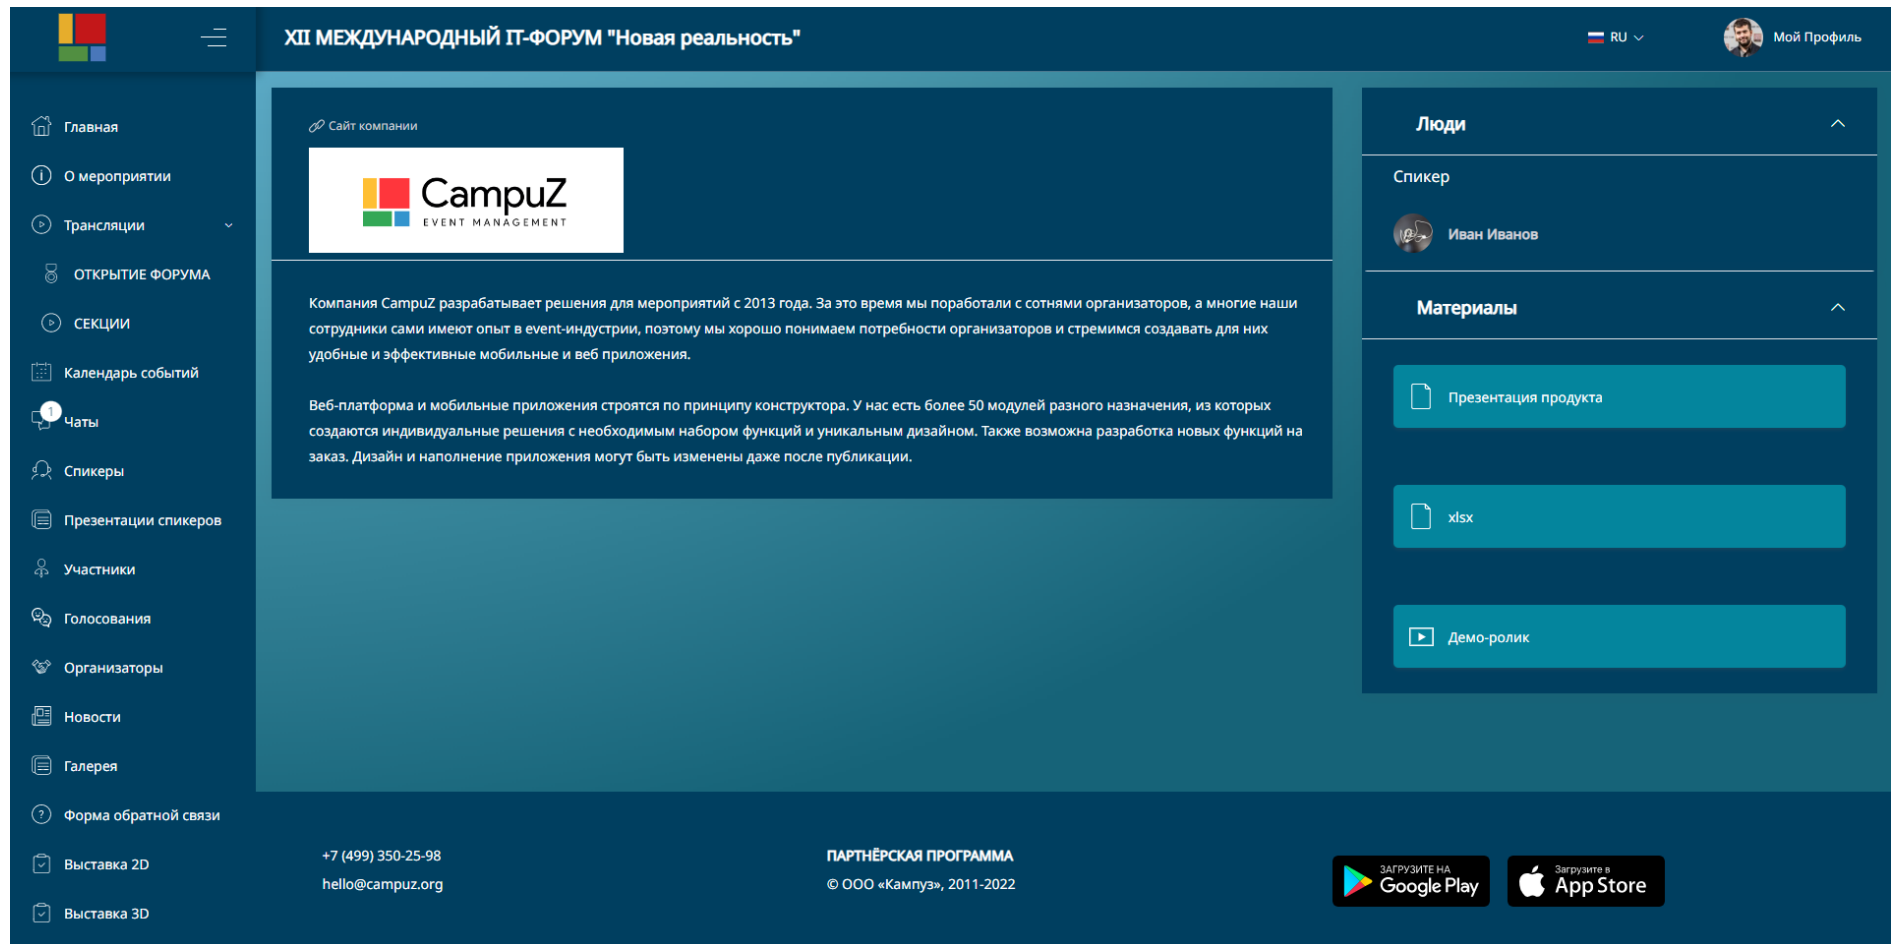 XII МЕЖДУНАРОДНЫЙ IT-ФОРУМ "Новая реальность"
RU
Мой Профиль
Главная
О мероприятии
Трансляции
ОТКРЫТИЕ ФОРУМА
СЕКЦИИ
Календарь событий
1
Чаты
Спикеры
Презентации спикеров
Участники
Голосования
Организаторы
Новости
Галерея
Форма обратной связи
Выставка 2D
Выставка 3D
Сайт компании
CampuZ
EVENT MANAGEMENT
Компания CampuZ разрабатывает решения для мероприятий с 2013 года. За это время мы поработали с сотнями организаторов, а многие наши
сотрудники сами имеют опыт в event-индустрии, поэтому мы хорошо понимаем потребности организаторов и стремимся создавать для них
удобные и эффективные мобильные и веб приложения.
Веб-платформа и мобильные приложения строятся по принципу конструктора. У нас есть более 50 модулей разного назначения, из которых
создаются индивидуальные решения с необходимым набором функций и уникальным дизайном. Также возможна разработка новых функций на
заказ. Дизайн и наполнение приложения могут быть изменены даже после публикации.
Люди
Спикер
Иван Иванов
Материалы
Презентация продукта
xlsx
Демо-ролик
+7 (499) 350-25-98
hello@campuz.org
ПАРТНЁРСКАЯ ПРОГРАММА
© ООО «Кампуз», 2011-2022
ЗАГРУЗИТЕ НА
Google Play
Загрузите в
App Store